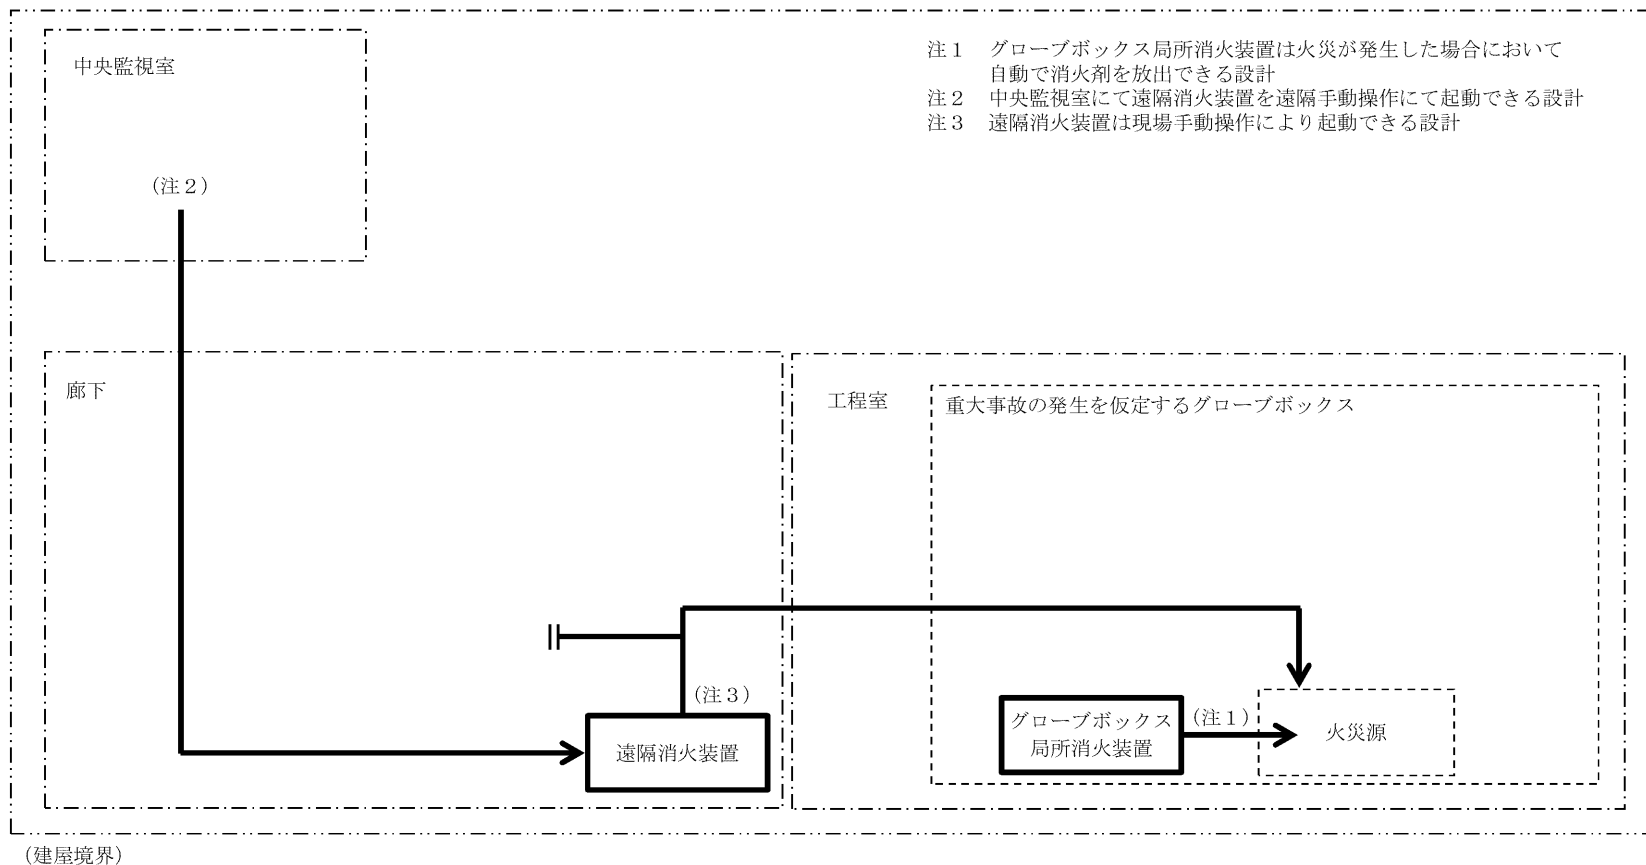 中央監視室
注１　グローブボックス局所消火装置は火災が発生した場合において
自動で消火剤を放出できる設計
注２　中央監視室にて遠隔消火装置を遠隔手動操作にて起動できる設計
注３　遠隔消火装置は現場手動操作により起動できる設計
（注２）
廊下
工程室
重大事故の発生を仮定するグローブボックス
（注３）
遠隔消火装置
グローブボックス
局所消火装置
（注１）
火災源
（建屋境界）